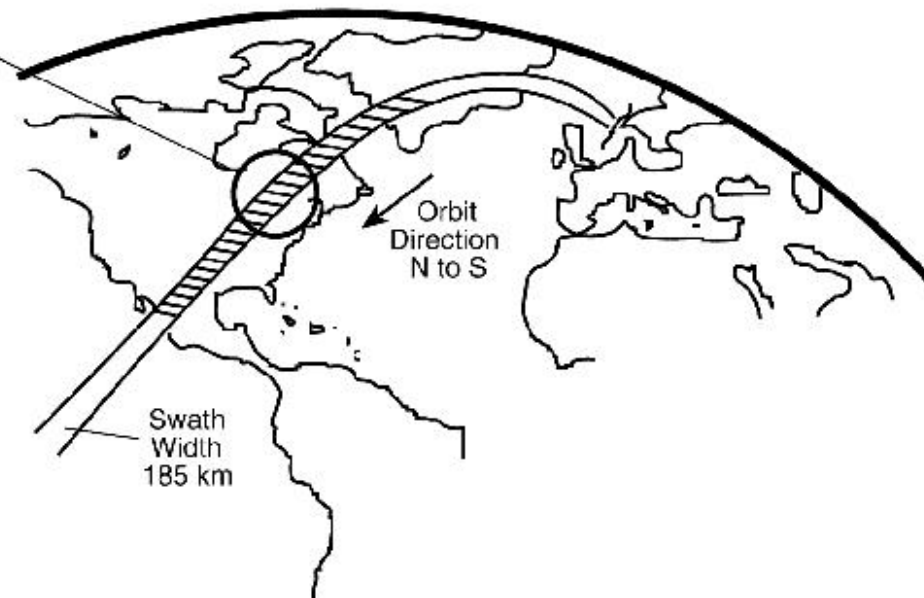 Orbit
Direction
N to S
Swath
Width
185 km